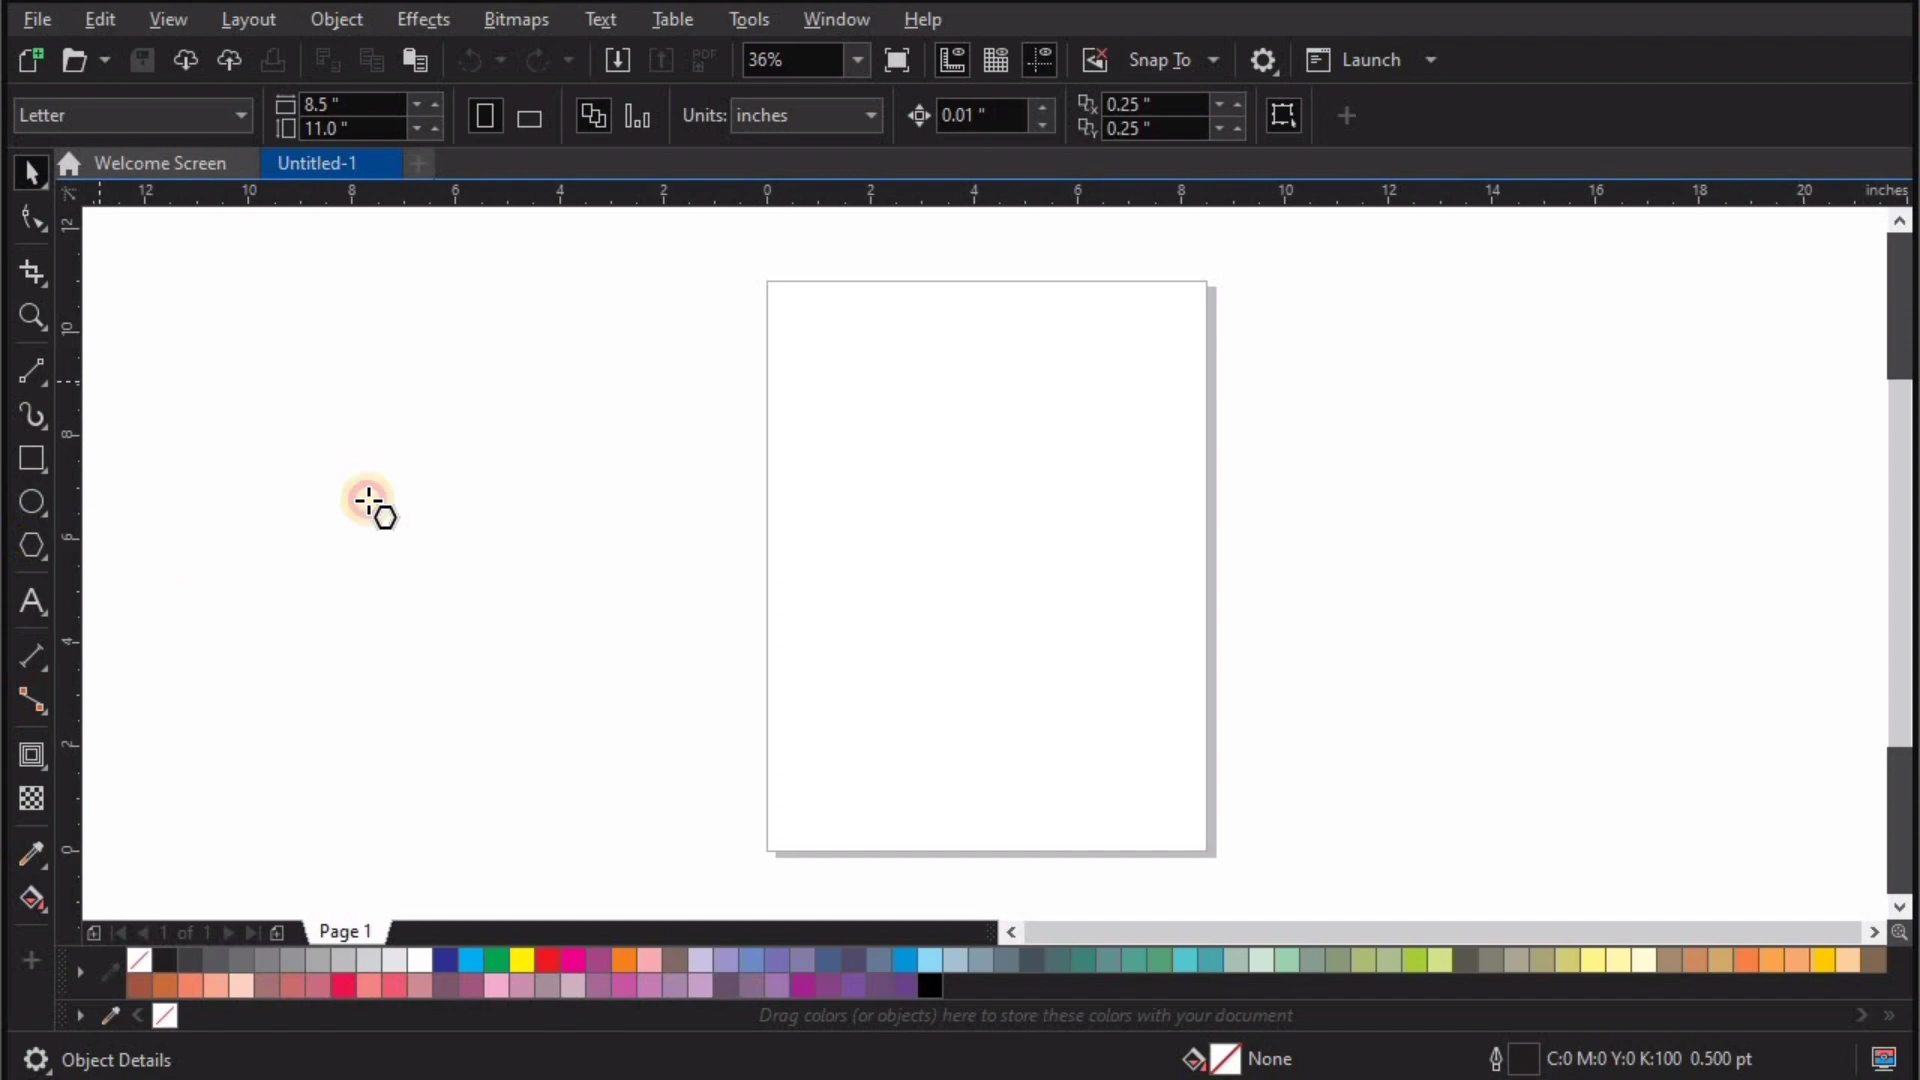 File Edit View Layout Object Effects Bitmaps Text Table Tools Window Help
PDF 36% Snap To Launch
Letter 8.5 " Units: inches 0.01 " 0.25 "
11.0 " 0.25 "
Welcome Screen Untitled-1
12 10 8 6 4 2 0 2 4 6 8 10 12 14 16 18 20 inches
12
10
8
6
4
2
0
1 of 1 Page 1
Drag colors (or objects) here to store these colors with your document
Object Details None C:0 M:0 Y:0 K:100 0.500 pt